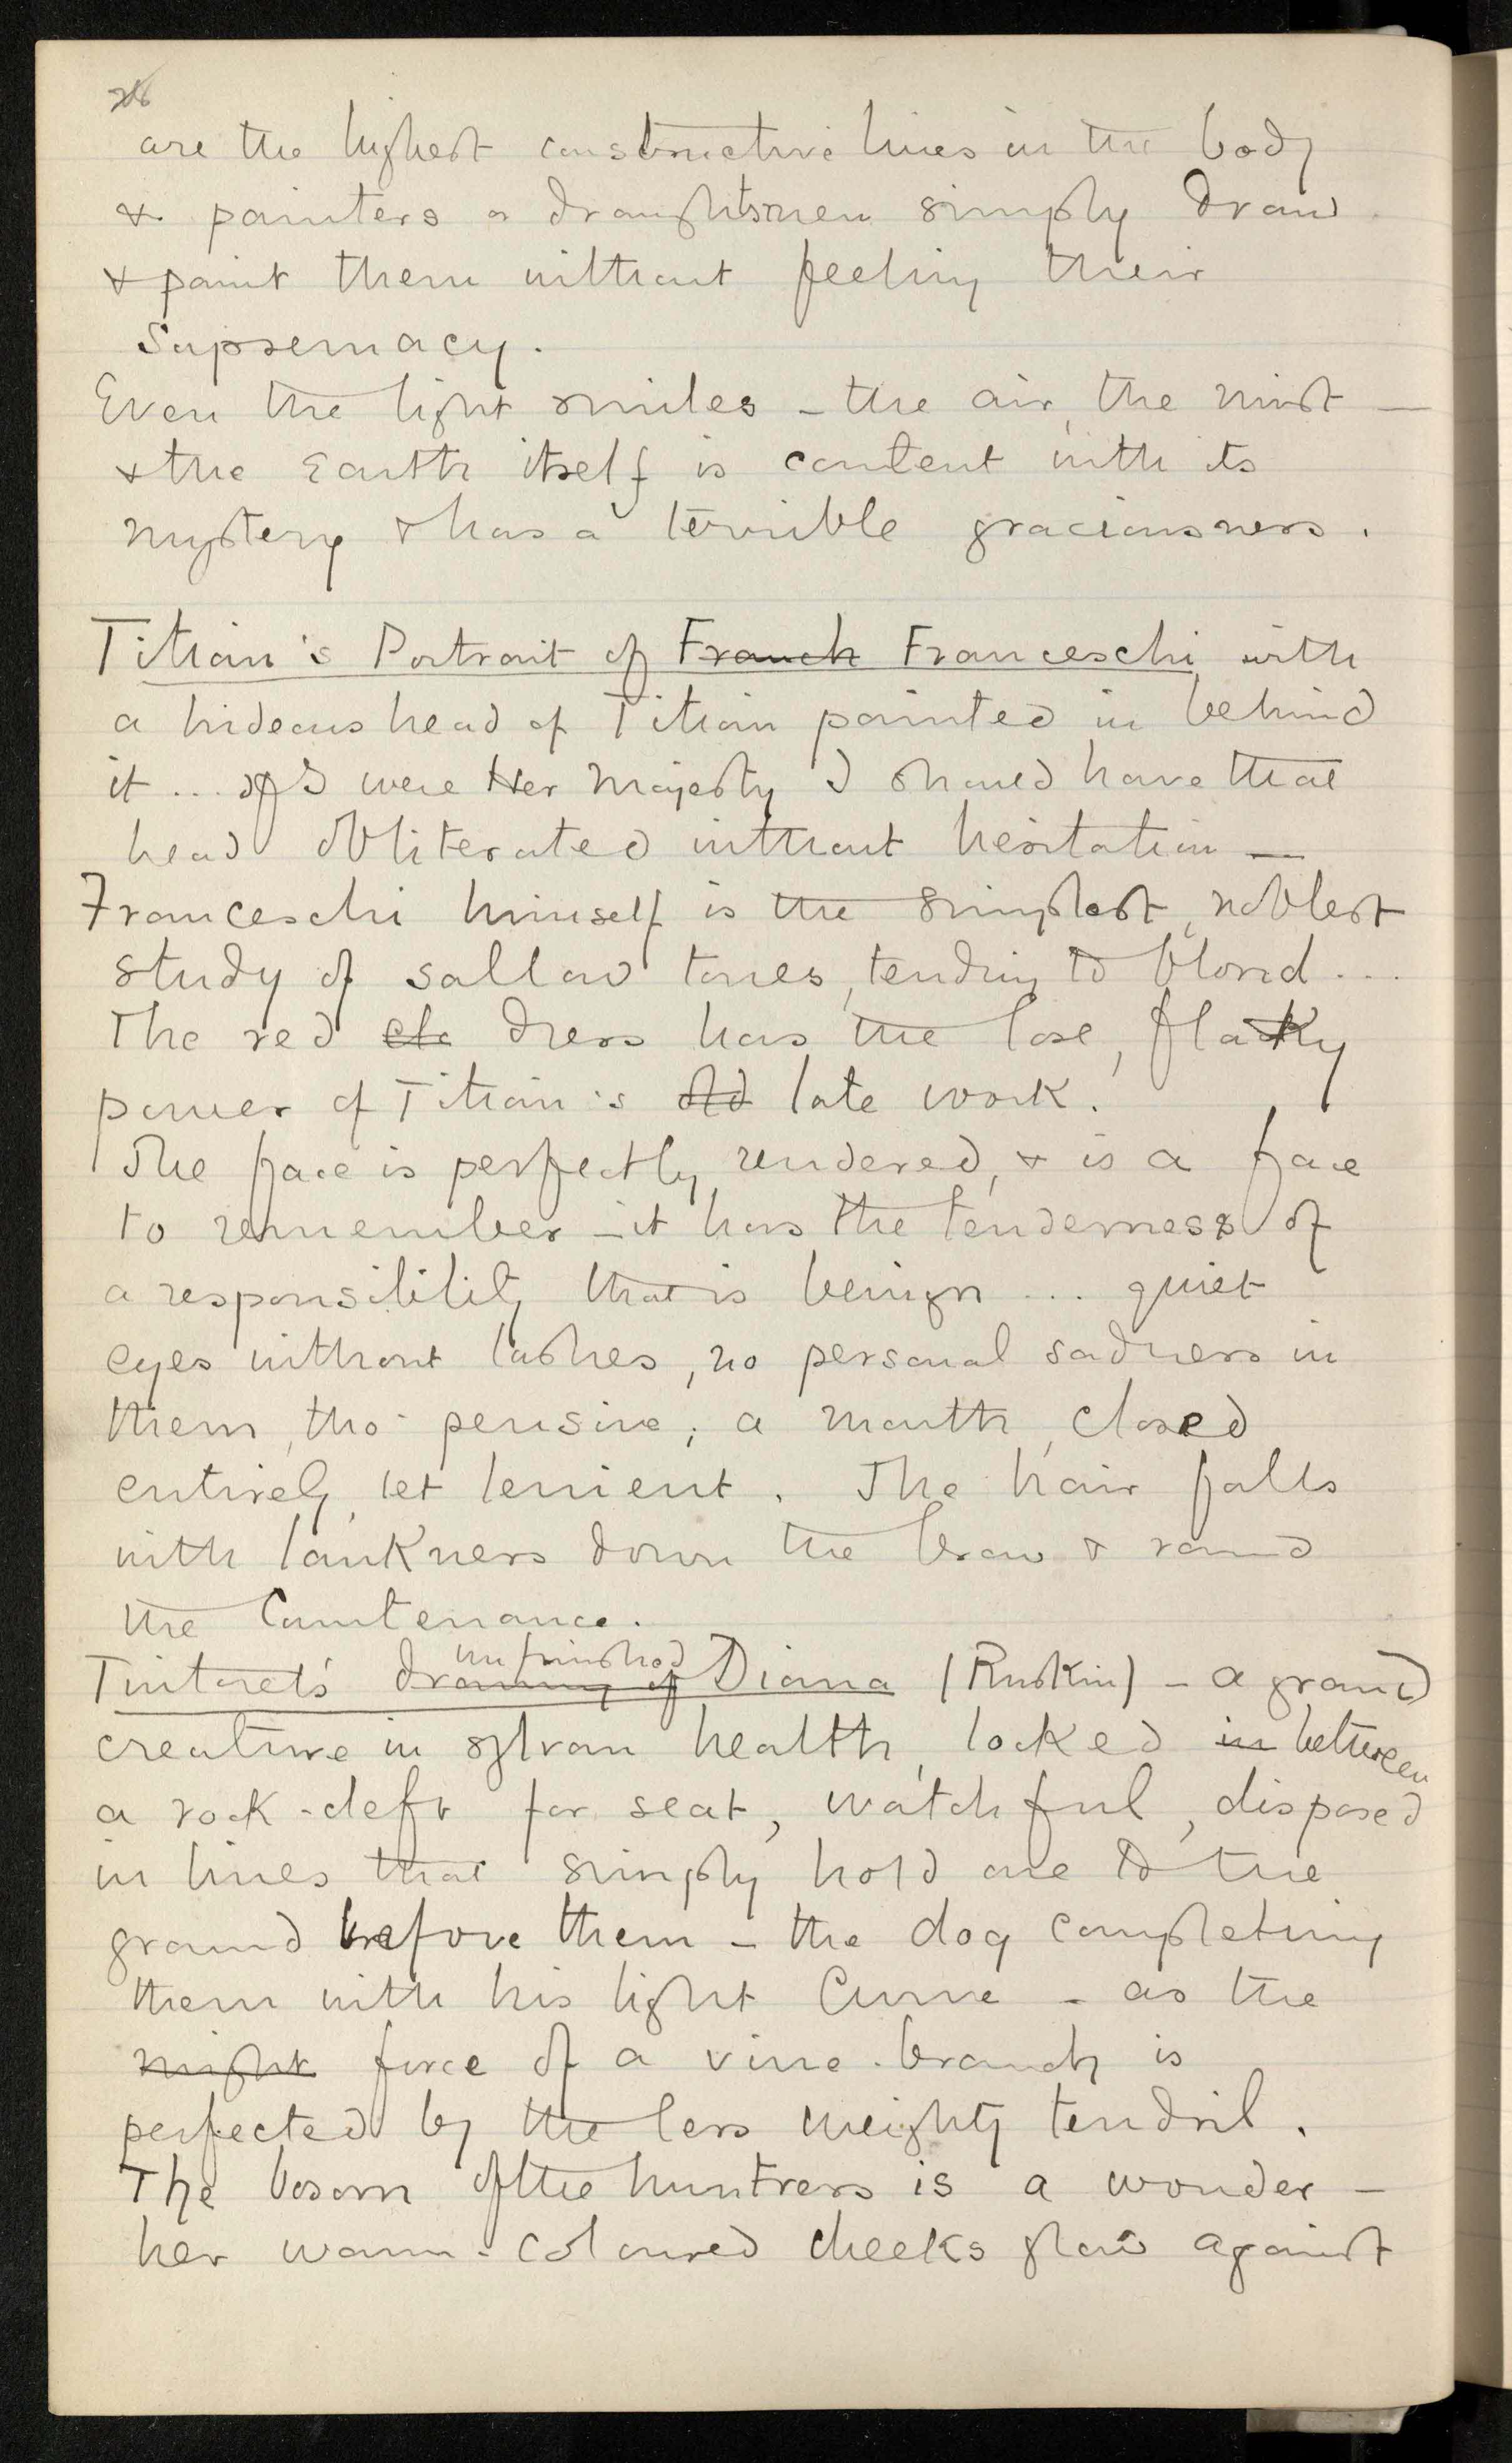 26
are the highest constructive lines in the body
& painters or draughtsmen simply draw
& paint them without feeling their
supremacy.
Even the light smiles – the air, the mist –
& the Earth itself is content with its
mystery & has a terrible graciousness.
Titian's Portrait of Franch Franceschi with
a hideous head of Titian painted in behind
it ... If I were Her Majesty I should have that
head obliterated without hesitation –
Franceschi himself is the simplest, noblest
study of sallow tones, tending to blond ...
The red clo dress has the lose, flaky
power of Titian's old late work.
The face is perfectly rendered, & is a face
to remember – it has the tenderness of
a responsibility that is benign ... quiet
eyes without lashes, no personal sadness in
them, tho' pensive; a mouth, closed
entirely, yet lenient. The hair falls
with lankness down the brow & round
the Countenance.
Tintoret's drawing of unfinished Diana (Ruskin) – a grand
creature in sylvan health, locked in between
a rock-cleft for seat, watchful, disposed
in lines that simply hold one to the
ground before them – the dog completing
them with his light Curve – as the
might force of a vine-branch is
perfected by the less weighty tendril.
The bosom of the huntress is a wonder –
her warm-coloured cheeks glow against